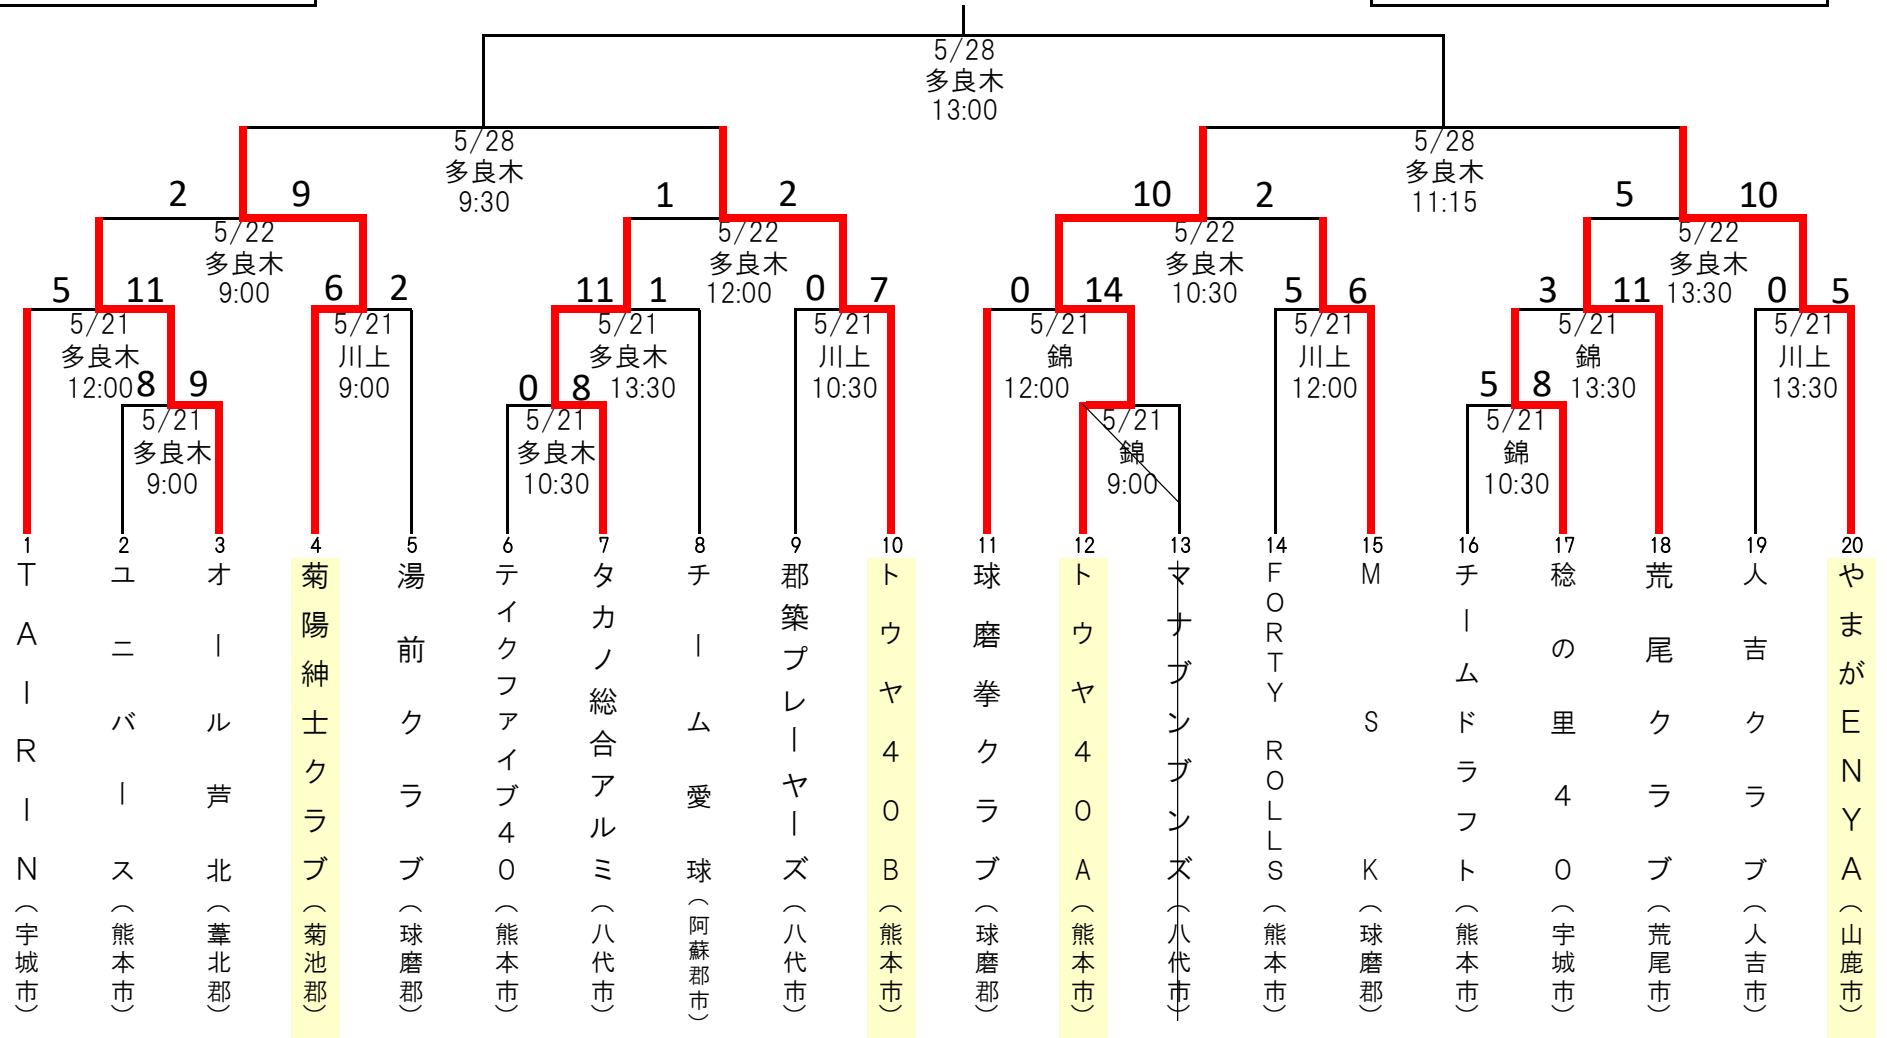 5/28
多良木
13:00
5/28
多良木
9:30
5/28
多良木
11:15
2 9
5/22
多良木
9:00
1 2
5/22
多良木
12:00
10 2
5/22
多良木
10:30
5 10
5/22
多良木
13:30
5 11
5/21
多良木
12:00
6 2
5/21
川上
9:00
11 1
5/21
多良木
13:30
0 7
5/21
川上
10:30
0 14
5/21
錦
12:00
5 6
5/21
川上
12:00
3 11
5/21
錦
13:30
0 5
5/21
川上
13:30
8 9
5/21
多良木
9:00
0 8
5/21
多良木
10:30
5/21
錦
9:00
5 8
5/21
錦
10:30
1
TAIRIN(宇城市)
2
ユニバース(熊本市)
3
オール芦北(葦北郡)
4
菊陽紳士クラブ(菊池郡)
5
湯前クラブ(球磨郡)
6
テイクファイブ40(熊本市)
7
タカノ総合アルミ(八代市)
8
チーム愛球(阿蘇郡市)
9
郡築プレーヤーズ(八代市)
10
トウヤ40B(熊本市)
11
球磨拳クラブ(球磨郡)
12
トウヤ40A(熊本市)
13
マナブンブンズ(八代市)
14
FORTY ROLLS(熊本市)
15
MSK(球磨郡)
16
チームドラフト(熊本市)
17
稔の里40(宇城市)
18
荒尾クラブ(荒尾市)
19
人吉クラブ(人吉市)
20
やまがENYA(山鹿市)